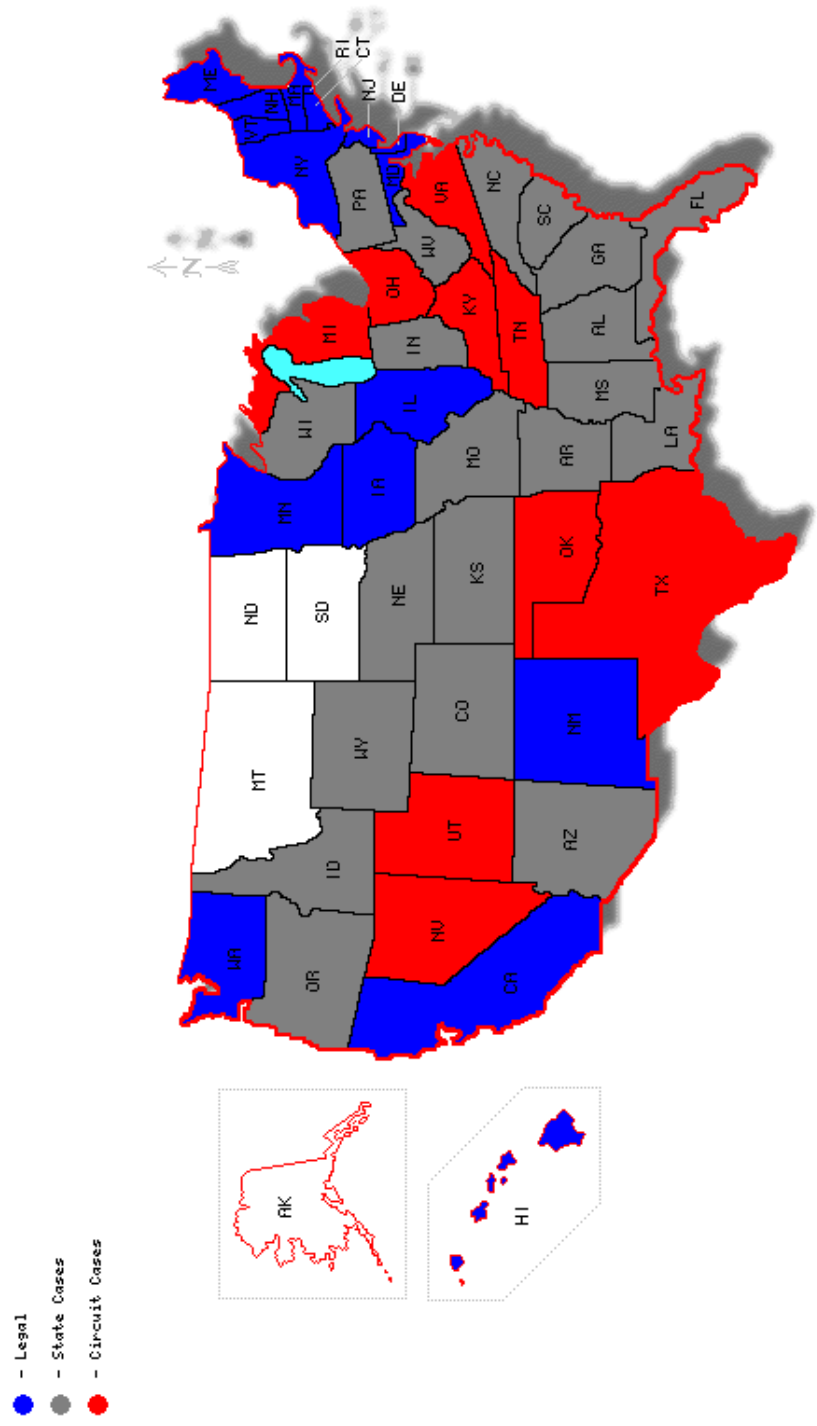 - Legal
- State Cases
- Circuit Cases
AK
HI
WA
OR
CA
NV
ID
UT
AZ
MT
WY
CO
NM
ND
SD
NE
KS
OK
TX
MN
IA
MO
AR
LA
WI
IL
MS
MI
IN
KY
TN
AL
OH
WV
VA
NC
SC
GA
FL
PA
NY
MD
DE
NJ
CT
RI
MA
VT
NH
ME
N